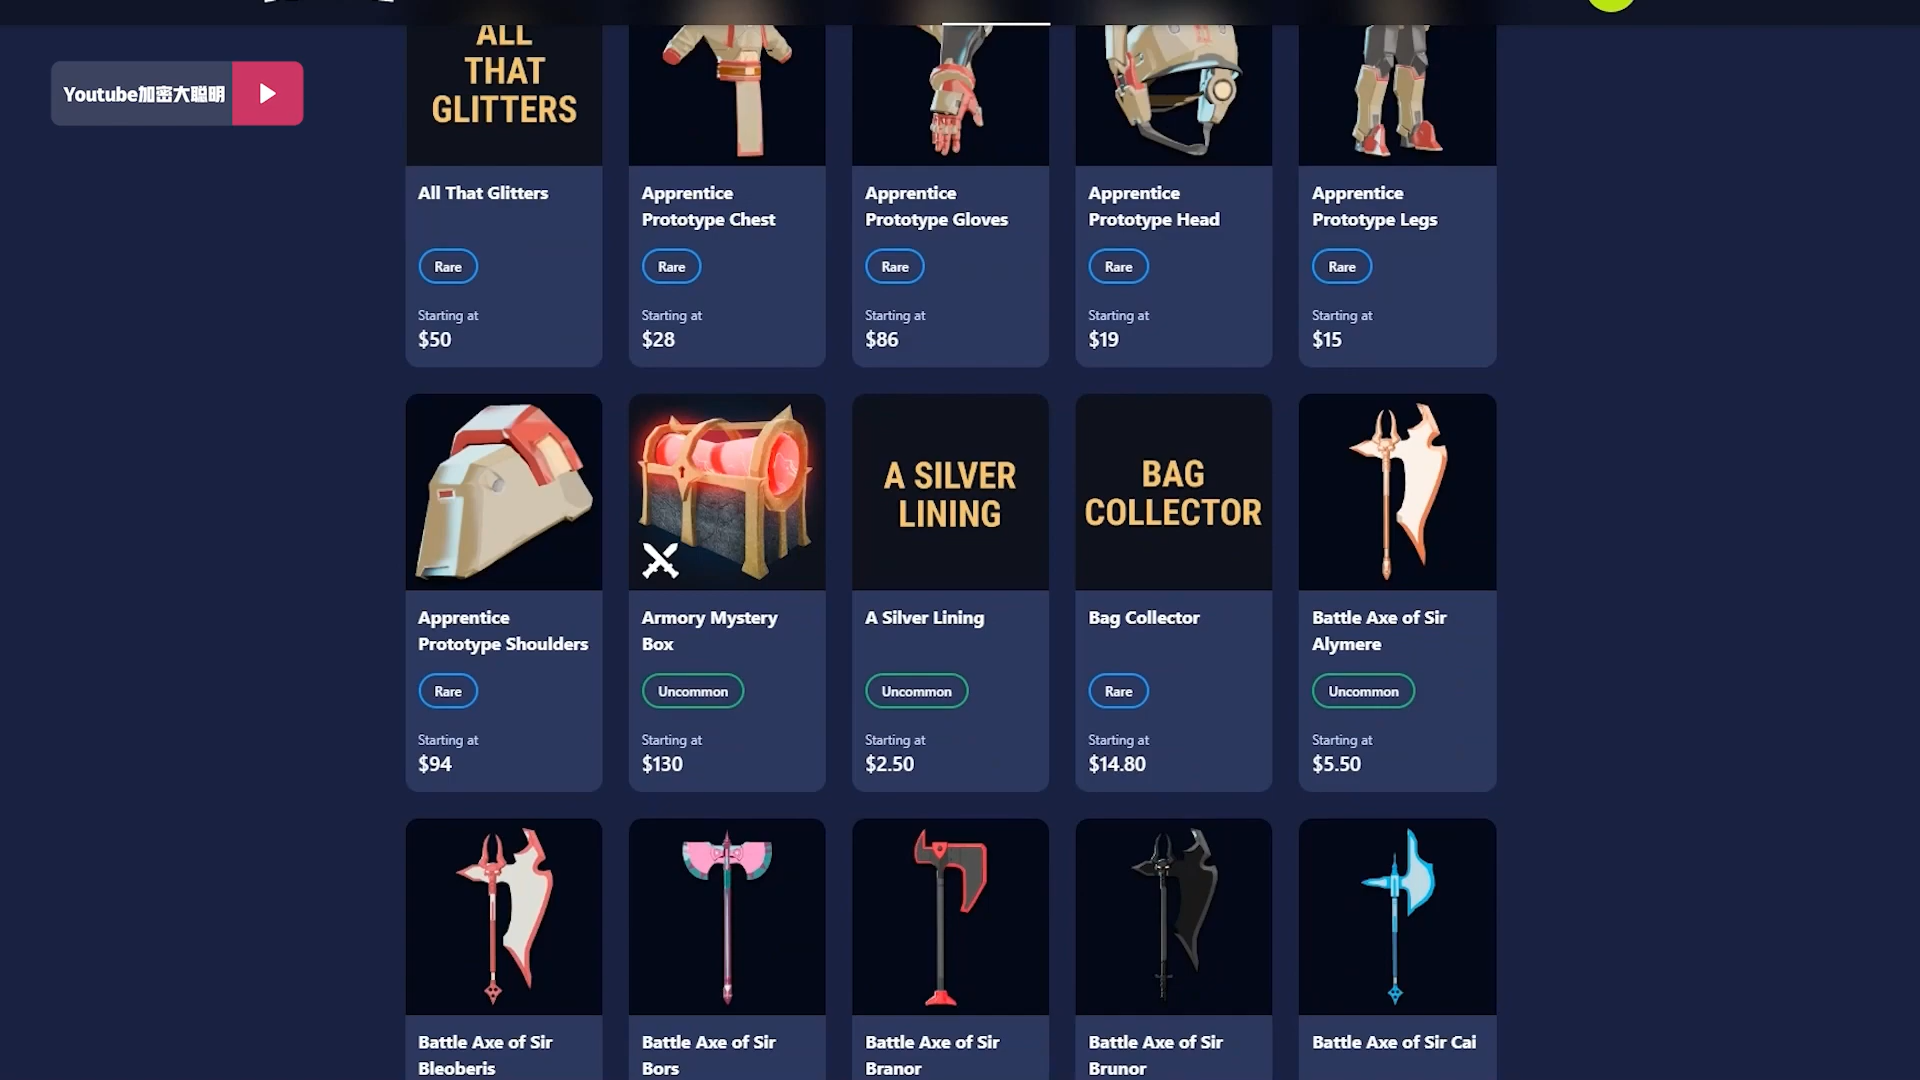 Youtube加密大聪明
ALL
THAT
GLITTERS
All That Glitters
Rare
Starting at
$50
Apprentice
Prototype Chest
Rare
Starting at
$28
Apprentice
Prototype Gloves
Rare
Starting at
$86
Apprentice
Prototype Head
Rare
Starting at
$19
Apprentice
Prototype Legs
Rare
Starting at
$15
Apprentice
Prototype Shoulders
Rare
Starting at
$94
Armory Mystery
Box
Uncommon
Starting at
$130
A SILVER
LINING
A Silver Lining
Uncommon
Starting at
$2.50
BAG
COLLECTOR
Bag Collector
Rare
Starting at
$14.80
Battle Axe of Sir
Alymere
Uncommon
Starting at
$5.50
Battle Axe of Sir
Bleoberis
Battle Axe of Sir
Bors
Battle Axe of Sir
Branor
Battle Axe of Sir
Brunor
Battle Axe of Sir Cai